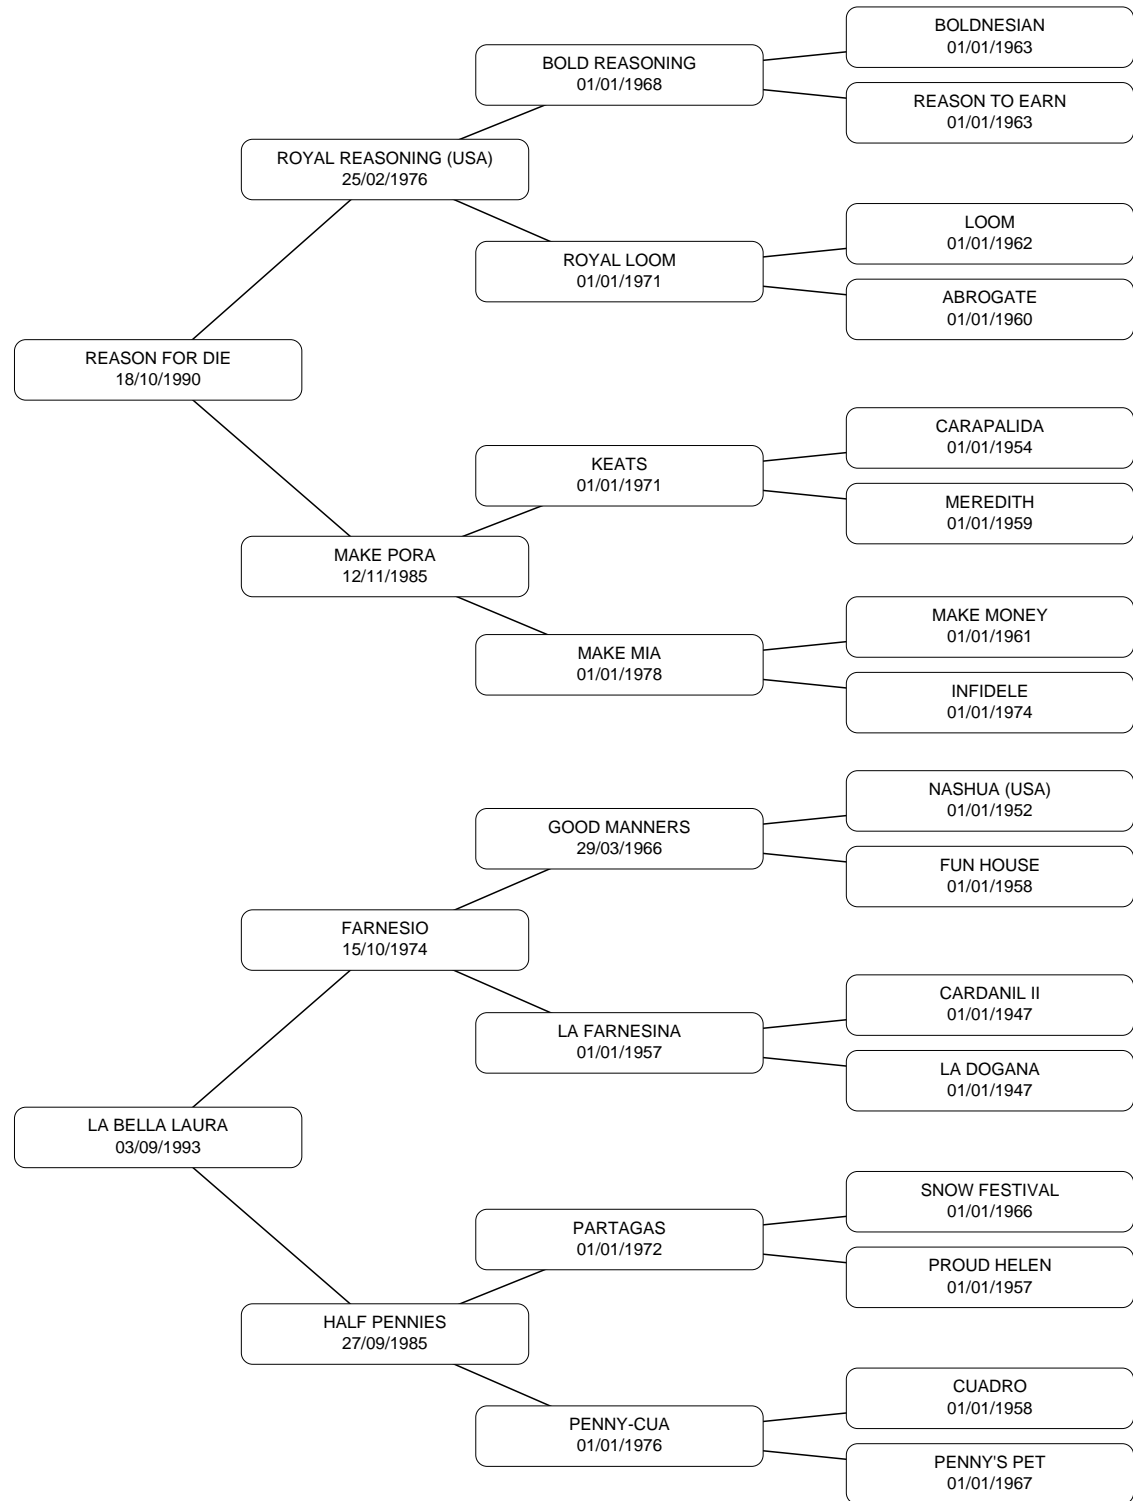 BOLDNESIAN
01/01/1963
BOLD REASONING
01/01/1968
REASON TO EARN
01/01/1963
ROYAL REASONING (USA)
25/02/1976
LOOM
01/01/1962
ROYAL LOOM
01/01/1971
ABROGATE
01/01/1960
REASON FOR DIE
18/10/1990
CARAPALIDA
01/01/1954
KEATS
01/01/1971
MEREDITH
01/01/1959
MAKE PORA
12/11/1985
MAKE MONEY
01/01/1961
MAKE MIA
01/01/1978
INFIDELE
01/01/1974
NASHUA (USA)
01/01/1952
GOOD MANNERS
29/03/1966
FUN HOUSE
01/01/1958
FARNESIO
15/10/1974
CARDANIL II
01/01/1947
LA FARNESINA
01/01/1957
LA DOGANA
01/01/1947
LA BELLA LAURA
03/09/1993
SNOW FESTIVAL
01/01/1966
PARTAGAS
01/01/1972
PROUD HELEN
01/01/1957
HALF PENNIES
27/09/1985
CUADRO
01/01/1958
PENNY-CUA
01/01/1976
PENNY'S PET
01/01/1967